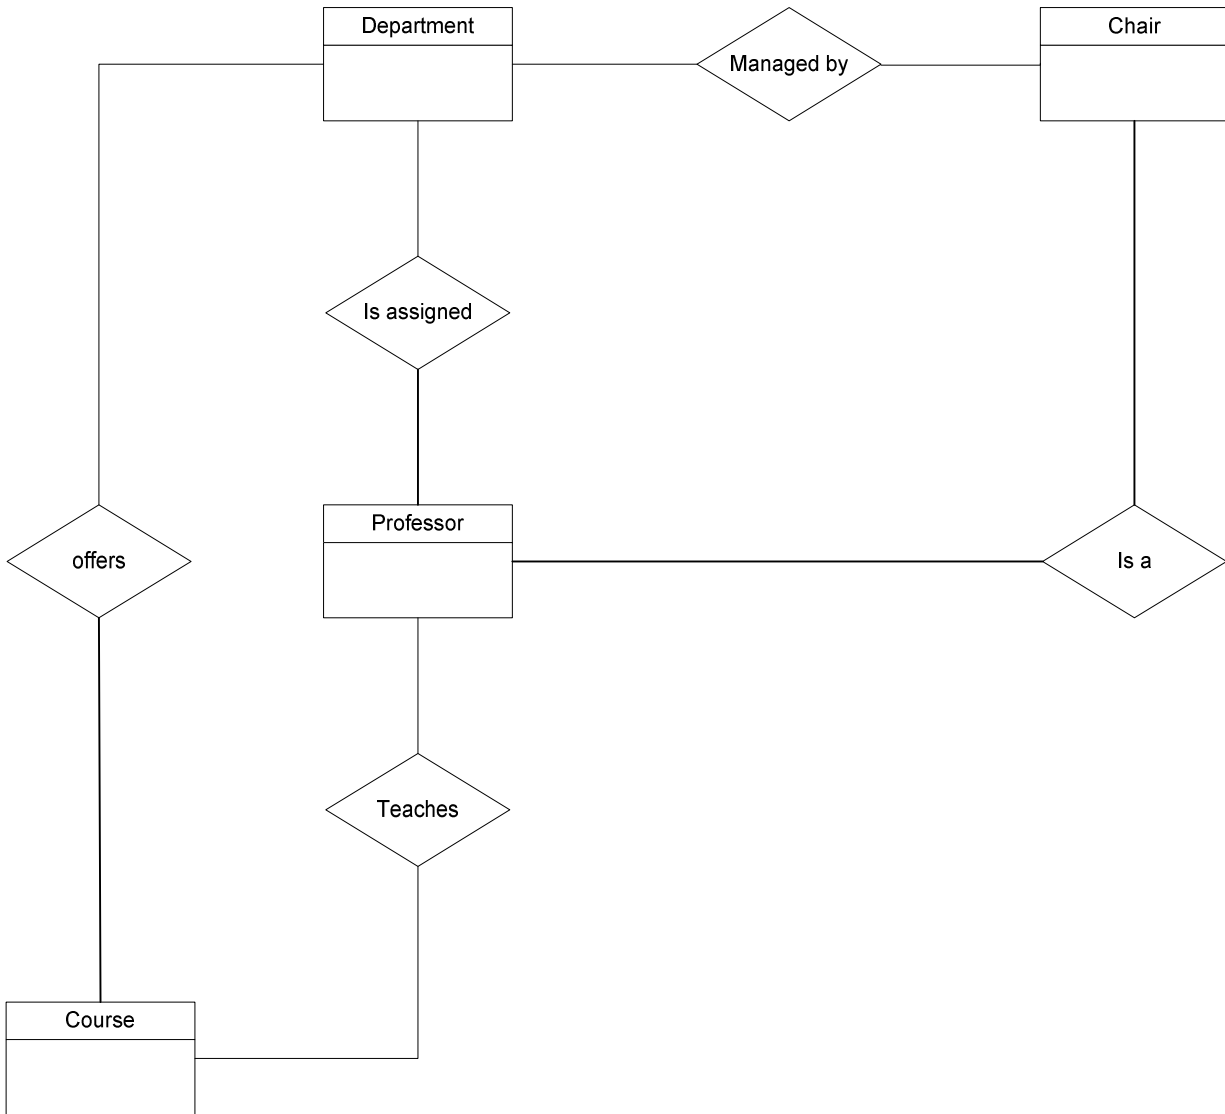 Department
Managed by
Chair
Is assigned
Professor
offers
Is a
Teaches
Course